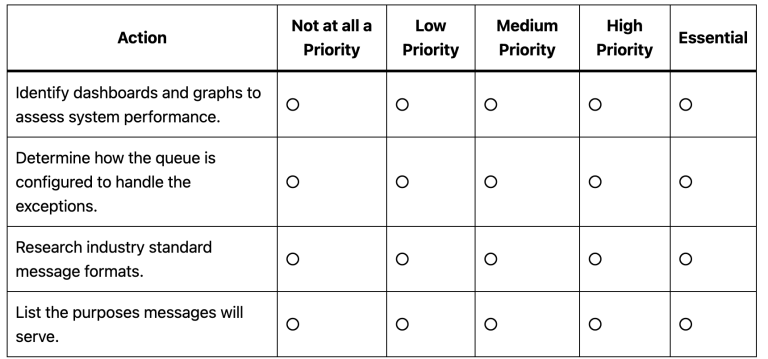 Action
Not at all a
Priority
Low
Priority
Medium
Priority
High
Priority
Essential
Identify dashboards and graphs to
assess system performance.
Determine how the queue is
configured to handle the
exceptions.
Research industry standard
message formats.
List the purposes messages will
serve.